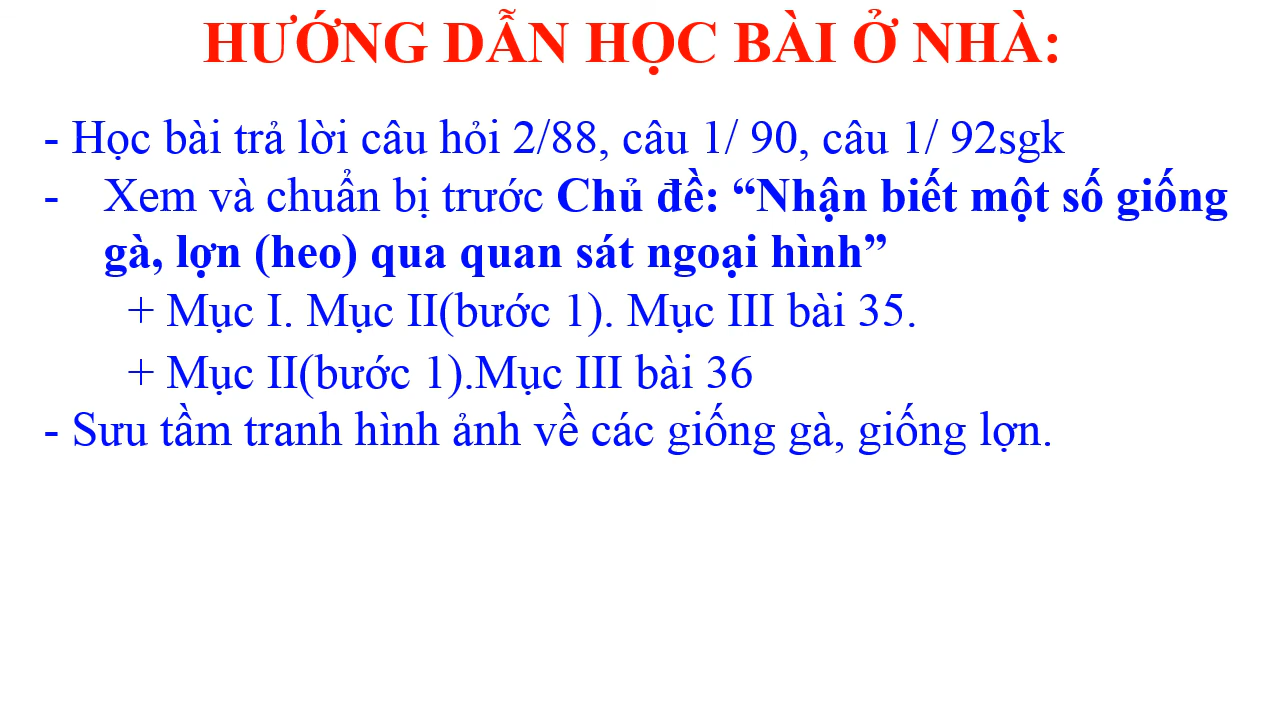 HƯỚNG DẪN HỌC BÀI Ở NHÀ:
- Học bài trả lời câu hỏi 2/88, câu 1/ 90, câu 1/ 92sgk
- Xem và chuẩn bị trước Chủ đề: “Nhận biết một số giống
gà, lợn (heo) qua quan sát ngoại hình”
+ Mục I. Mục II(bước 1). Mục III bài 35.
+ Mục II(bước 1).Mục III bài 36
- Sưu tầm tranh hình ảnh về các giống gà, giống lợn.